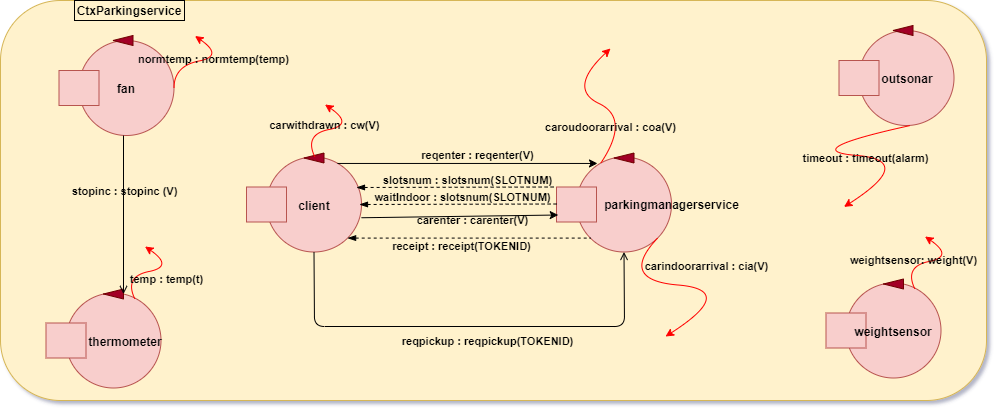 CtxParkingservice
normtemp : normtemp(temp)
fan
outsonar
carwithdrawn : cw(V)
caroudoorarrival : coa(V)
reqenter : reqenter(V)
timeout : timeout(alarm)
slotsnum : slotsnum(SLOTNUM)
stopinc : stopinc (V)
waitIndoor : slotsnum(SLOTNUM)
client
parkingmanagerservice
carenter : carenter(V)
receipt : receipt(TOKENID)
weightsensor: weight(V)
carindoorarrival : cia(V)
temp : temp(t)
weightsensor
thermometer
reqpickup : reqpickup(TOKENID)